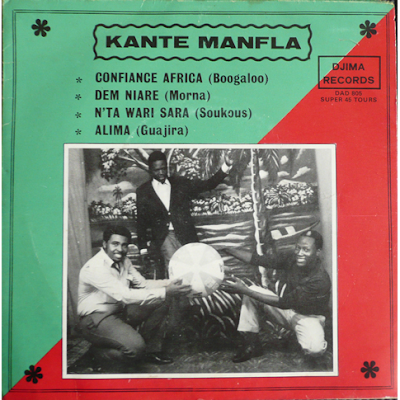 KANTE MANFLA
CONFIANCE AFRICA (Boogaloo)
DEM NIARE (Morna)
N'TA WARI SARA (Soukous)
ALIMA (Guajira)
DJIMA
RECORDS
DAD 605
SUPER 45 TOURS